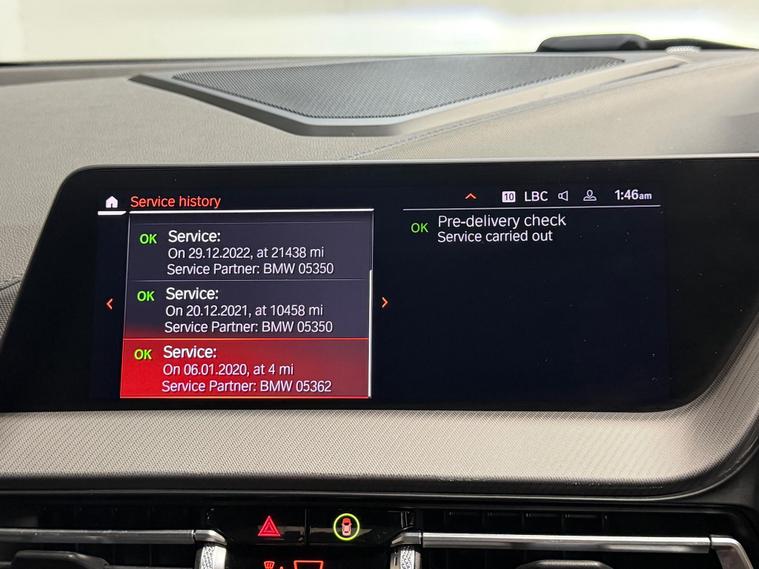 Service history
10 LBC 1:46am
OK Service:
On 29.12.2022, at 21438 mi
Service Partner: BMW 05350
OK Service:
On 20.12.2021, at 10458 mi
Service Partner: BMW 05350
OK Service:
On 06.01.2020, at 4 mi
Service Partner: BMW 05362
OK Pre-delivery check
Service carried out